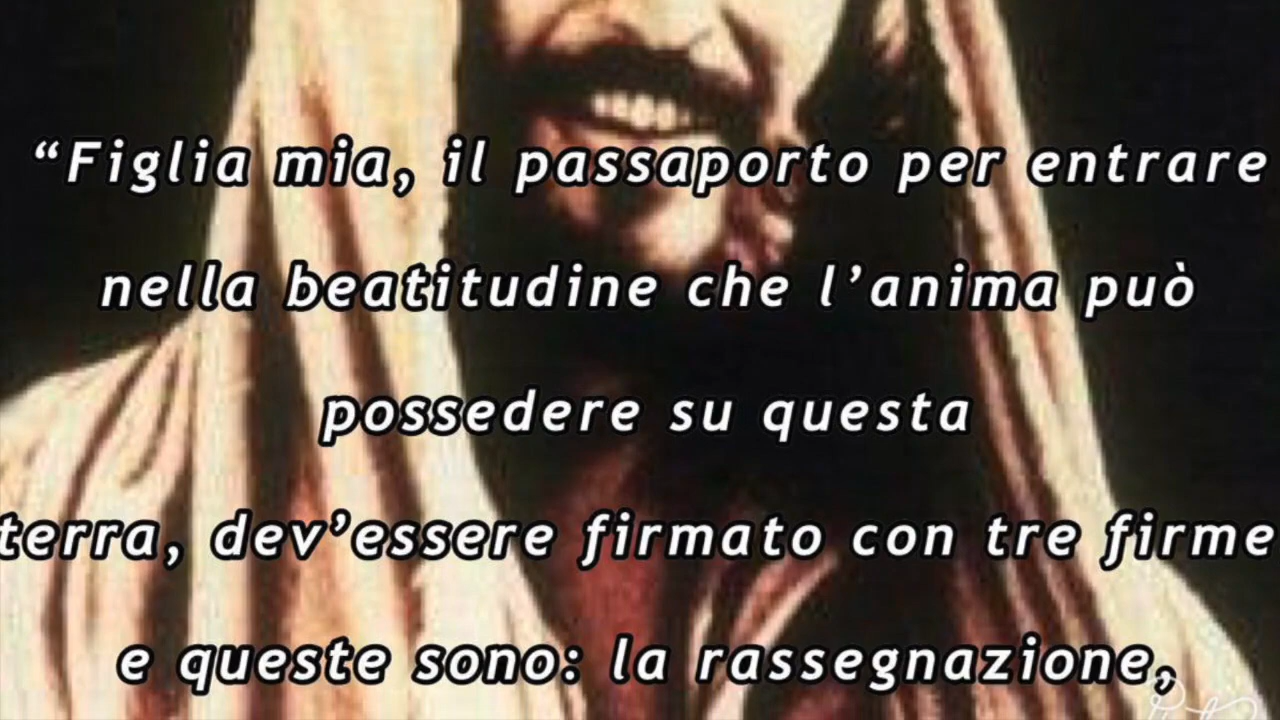 “Figlia mia, il passaporto per entrare
nella beatitudine che l’anima può
possedere su questa
terra, dev’essere firmato con tre firme
e queste sono: la rassegnazione,